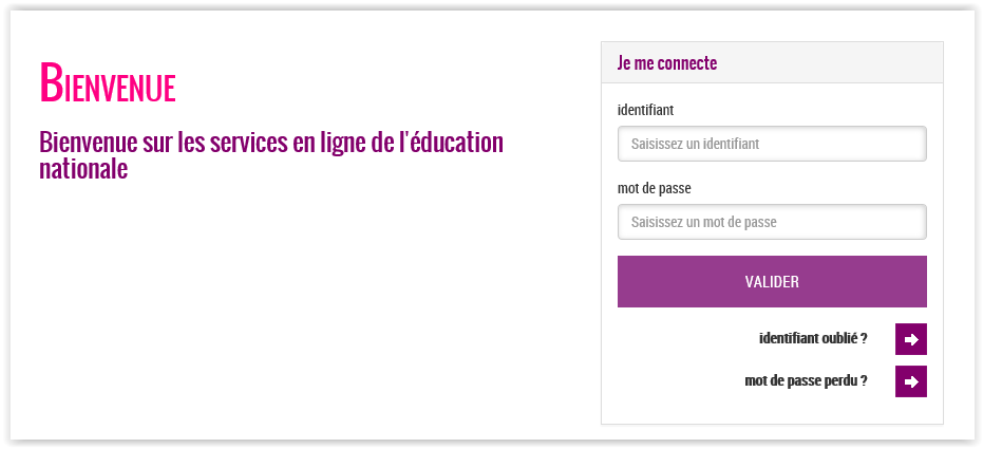 BIENVENUE
Bienvenue sur les services en ligne de l'éducation
nationale
Je me connecte
identifiant
Saisissez un identifiant
mot de passe
Saisissez un mot de passe
VALIDER
identifiant oublié ?
mot de passe perdu ?